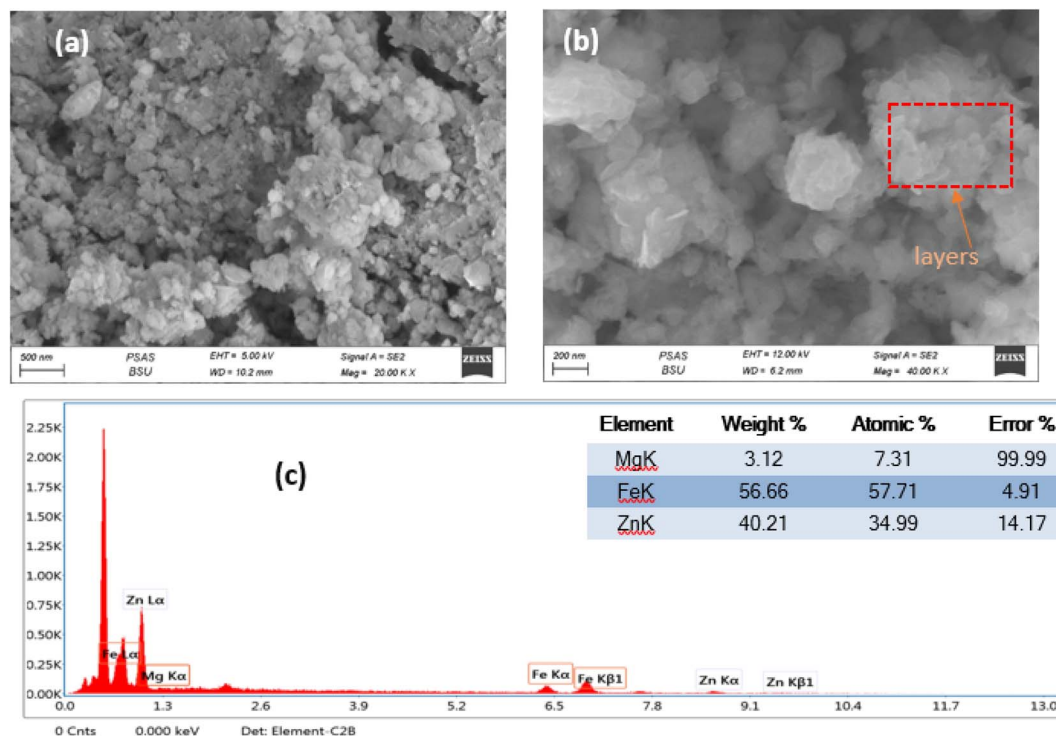 (a)
500 nm PSAS EHT = 5.00 kV Signal A = SE2 ZEISS
BSU WD = 10.2 mm Mag = 20.00 K X
(b)
layers
200 nm PSAS EHT = 12.00 kV Signal A = SE2 ZEISS
BSU WD = 6.2 mm Mag = 40.00 K X
(c)
Element Weight % Atomic % Error %
MgK 3.12 7.31 99.99
FeK 56.66 57.71 4.91
ZnK 40.21 34.99 14.17
2.25K
2.00K
1.75K
1.50K
1.25K
1.00K
0.75K
0.50K
0.25K
0.00K
Zn Lα
Fe Lα
Mg Kα
Fe Kα
Fe Kβ1
Zn Kα
Zn Kβ1
0.0 1.3 2.6 3.9 5.2 6.5 7.8 9.1 10.4 11.7 13.0
0 Cnts 0.000 keV Det: Element-C2B